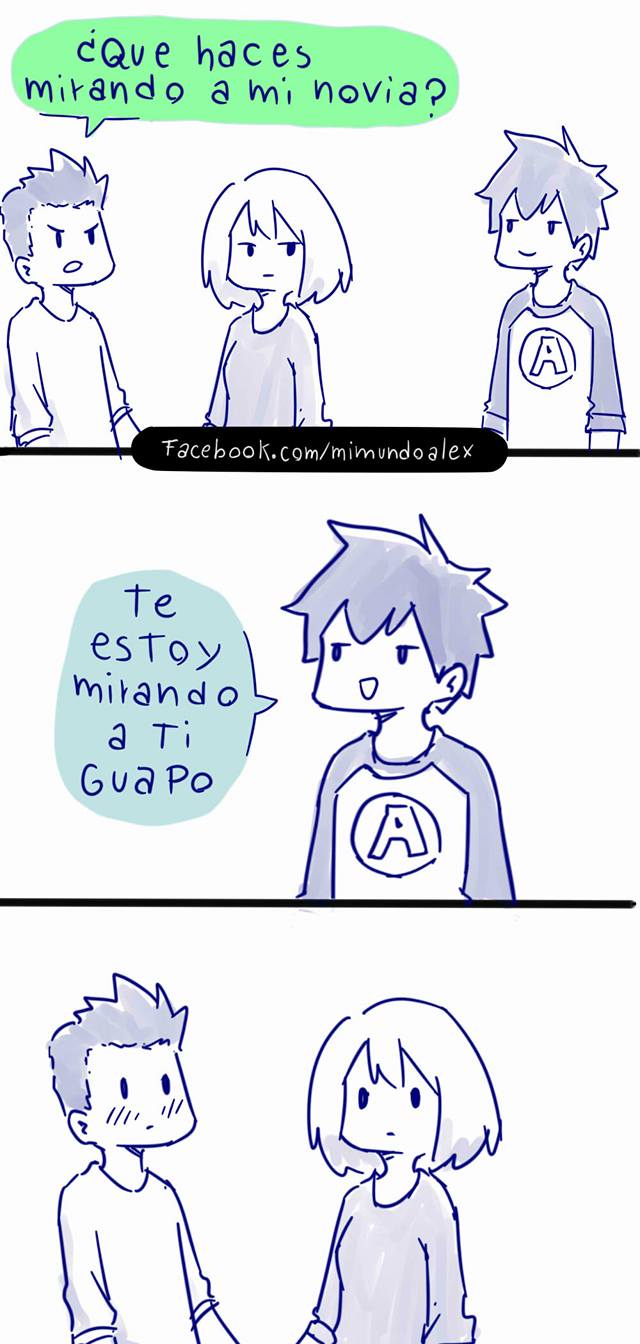 ¿Que haces
mirando a mi novia?
A
Facebook.com/mimundoalex
Te
estoy
mirando
a Ti
GuaPo
A